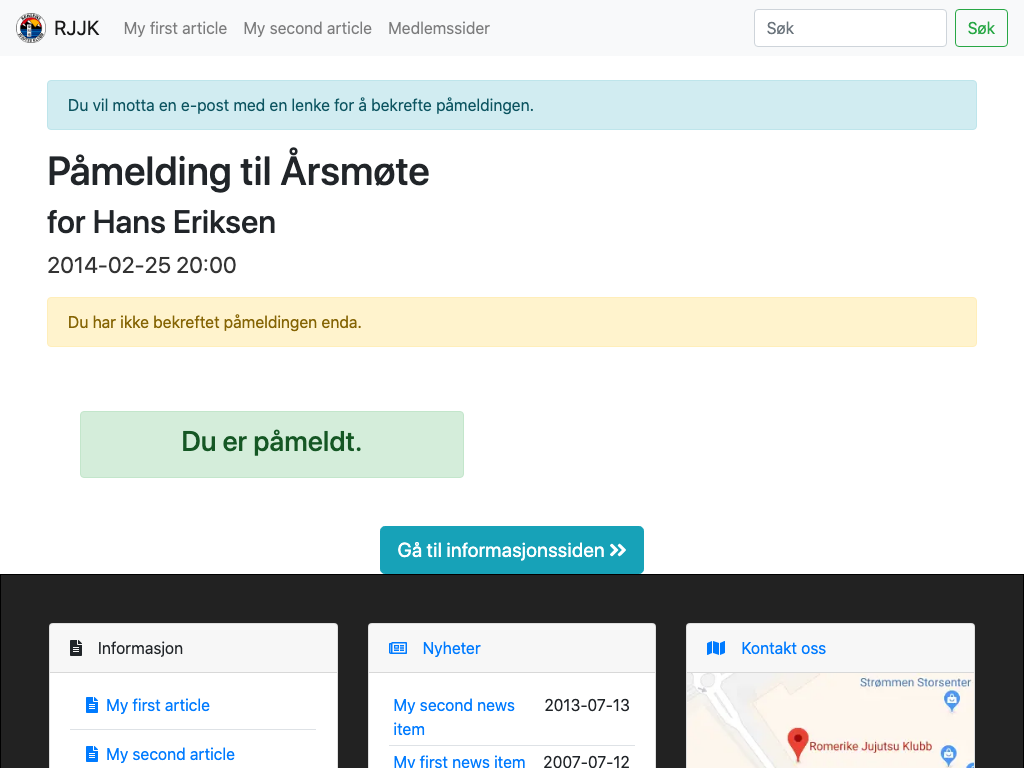 RJJK My first article My second article Medlemssider Søk Søk
Du vil motta en e-post med en lenke for å bekrefte påmeldingen.
Påmelding til Årsmøte
for Hans Eriksen
2014-02-25 20:00
Du har ikke bekreftet påmeldingen enda.
Du er påmeldt.
Gå til informasjonssiden
Informasjon
My first article
My second article
Nyheter
My second news 2013-07-13
item
My first news item 2007-07-12
Kontakt oss
Strømmen Storsenter
Romerike Jujutsu Klubb